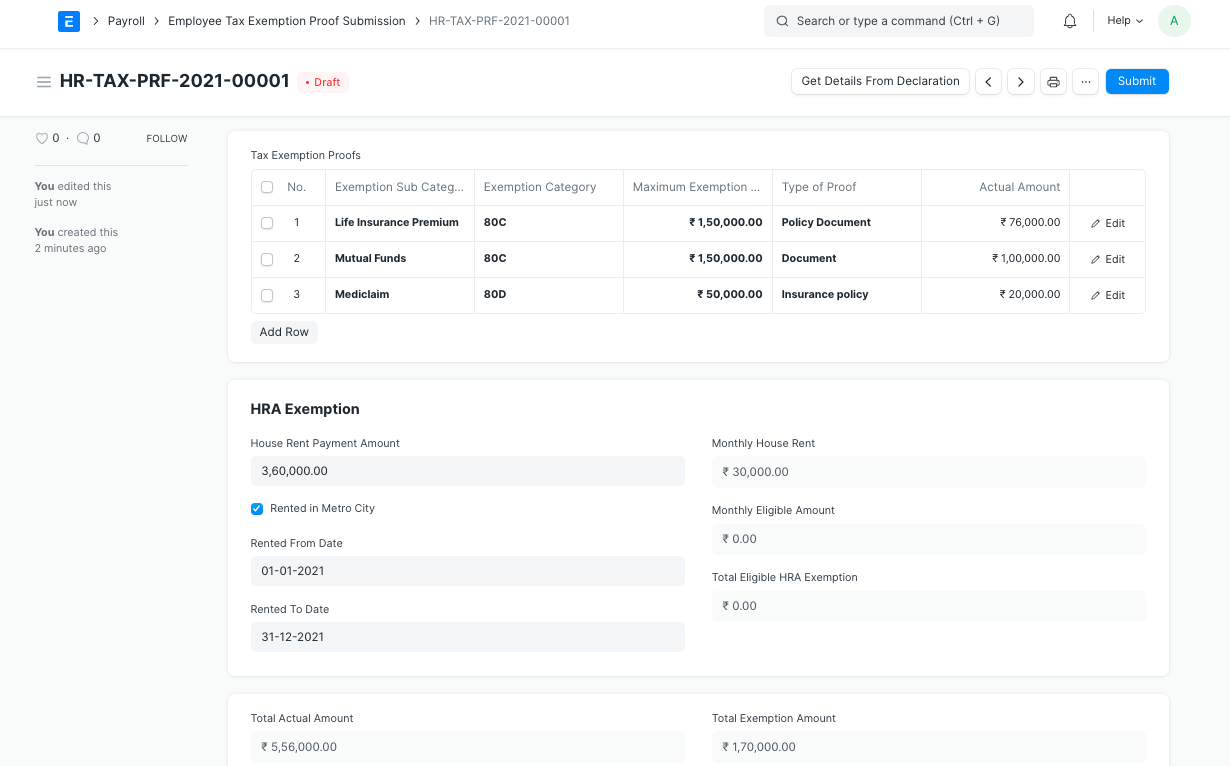 E Payroll Employee Tax Exemption Proof Submission HR-TAX-PRF-2021-00001 Search or type a command (Ctrl + G) Help A
HR-TAX-PRF-2021-00001 • Draft Get Details From Declaration ... Submit
0 · 0 FOLLOW
You edited this
just now
You created this
2 minutes ago
Tax Exemption Proofs
No. Exemption Sub Categ... Exemption Category Maximum Exemption ... Type of Proof Actual Amount
1 Life Insurance Premium 80C ₹ 1,50,000.00 Policy Document ₹ 76,000.00 Edit
2 Mutual Funds 80C ₹ 1,50,000.00 Document ₹ 1,00,000.00 Edit
3 Mediclaim 80D ₹ 50,000.00 Insurance policy ₹ 20,000.00 Edit
Add Row
HRA Exemption
House Rent Payment Amount
3,60,000.00
Rented in Metro City
Rented From Date
01-01-2021
Rented To Date
31-12-2021
Monthly House Rent
₹ 30,000.00
Monthly Eligible Amount
₹ 0.00
Total Eligible HRA Exemption
₹ 0.00
Total Actual Amount
₹ 5,56,000.00
Total Exemption Amount
₹ 1,70,000.00